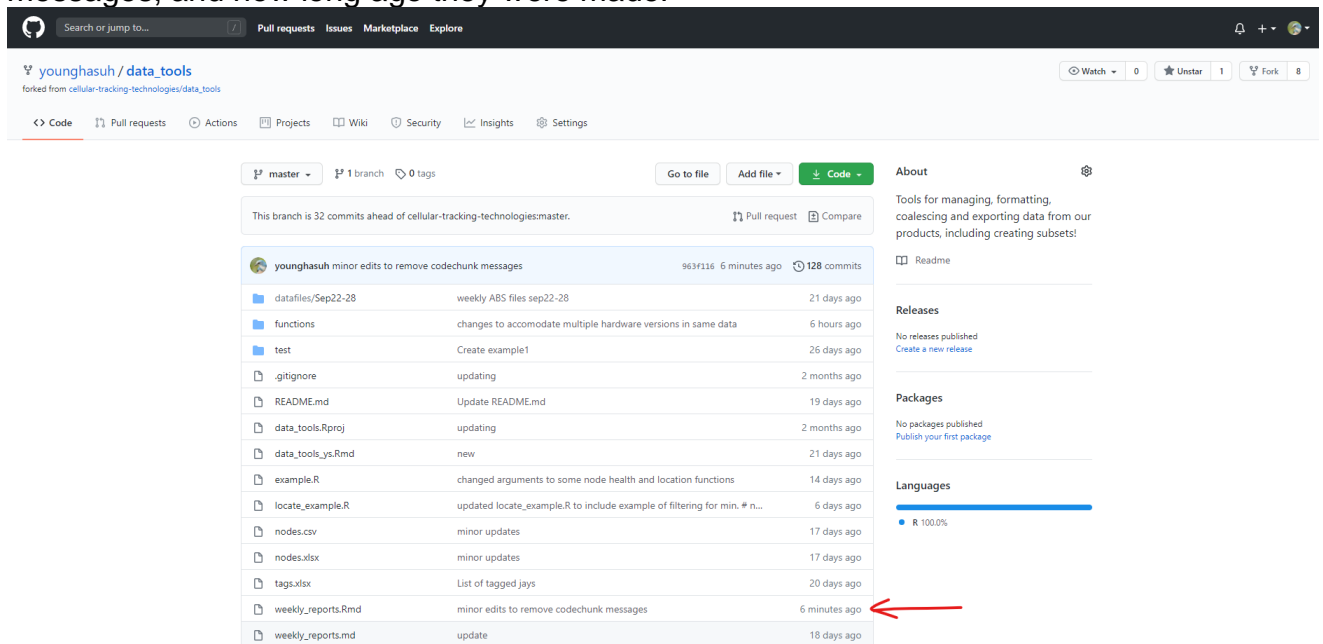 messages, and how long ago they were made.
Search or jump to... / Pull requests Issues Marketplace Explore
younghasuh / data_tools Watch 0 Unstar 1 Fork 8
forked from cellular-tracking-technologies/data_tools
<> Code Pull requests Actions Projects Wiki Security Insights Settings
master 1 branch 0 tags Go to file Add file Code
This branch is 32 commits ahead of cellular-tracking-technologies:master. Pull request Compare
younghasuh minor edits to remove codechunk messages 963f116 6 minutes ago 128 commits
datafiles/Sep22-28 weekly ABS files sep22-28 21 days ago
functions changes to accomodate multiple hardware versions in same data 6 hours ago
test Create example1 26 days ago
.gitignore updating 2 months ago
README.md Update README.md 19 days ago
data_tools.Rproj updating 2 months ago
data_tools_ys.Rmd new 21 days ago
example.R changed arguments to some node health and location functions 14 days ago
locate_example.R updated locate_example.R to include example of filtering for min. # n... 6 days ago
nodes.csv minor updates 17 days ago
nodes.xlsx minor updates 17 days ago
tags.xlsx List of tagged jays 20 days ago
weekly_reports.Rmd minor edits to remove codechunk messages 6 minutes ago
weekly_reports.md update 18 days ago
About
Tools for managing, formatting,
coalescing and exporting data from our
products, including creating subsets!
Readme
Releases
No releases published
Create a new release
Packages
No packages published
Publish your first package
Languages
R 100.0%